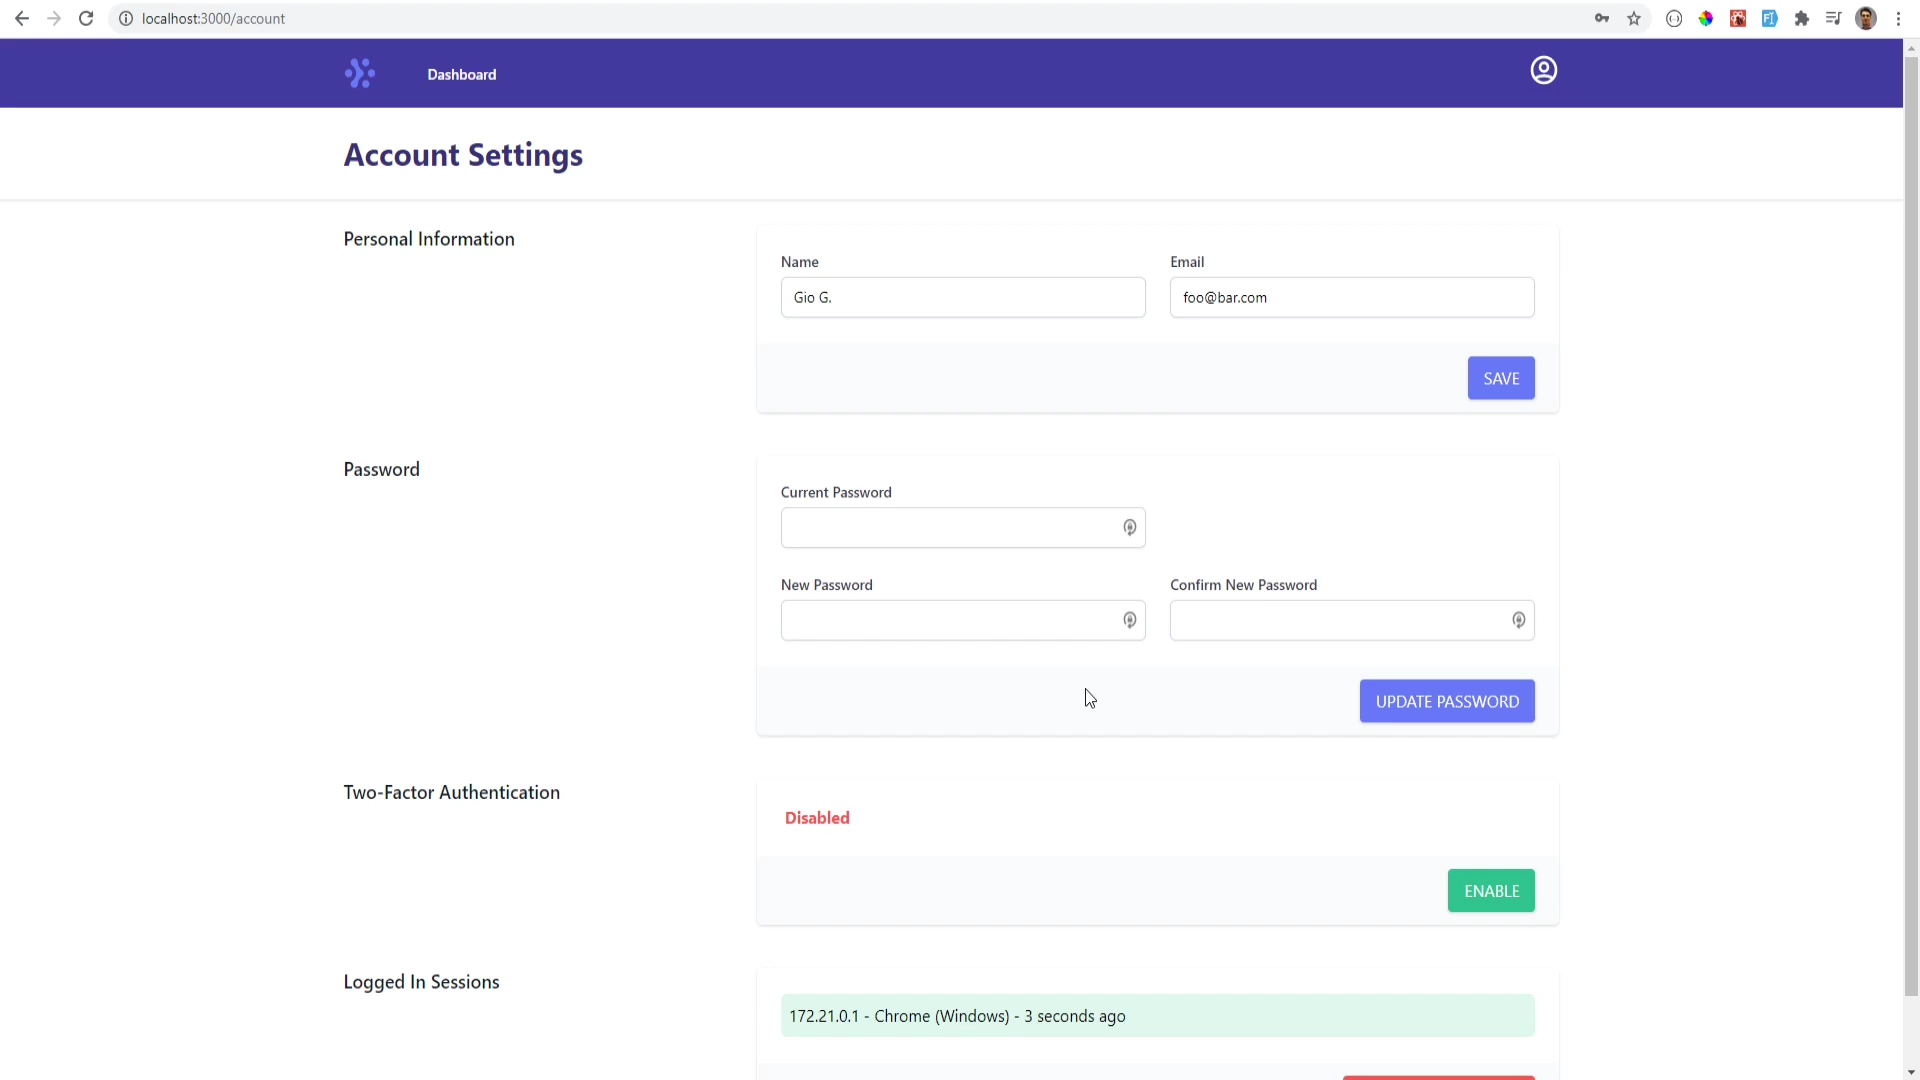 localhost:3000/account
Dashboard
Account Settings
Personal Information
Name
Email
Gio G.
foo@bar.com
SAVE
Password
Current Password
New Password
Confirm New Password
UPDATE PASSWORD
Two-Factor Authentication
Disabled
ENABLE
Logged In Sessions
172.21.0.1 - Chrome (Windows) - 3 seconds ago